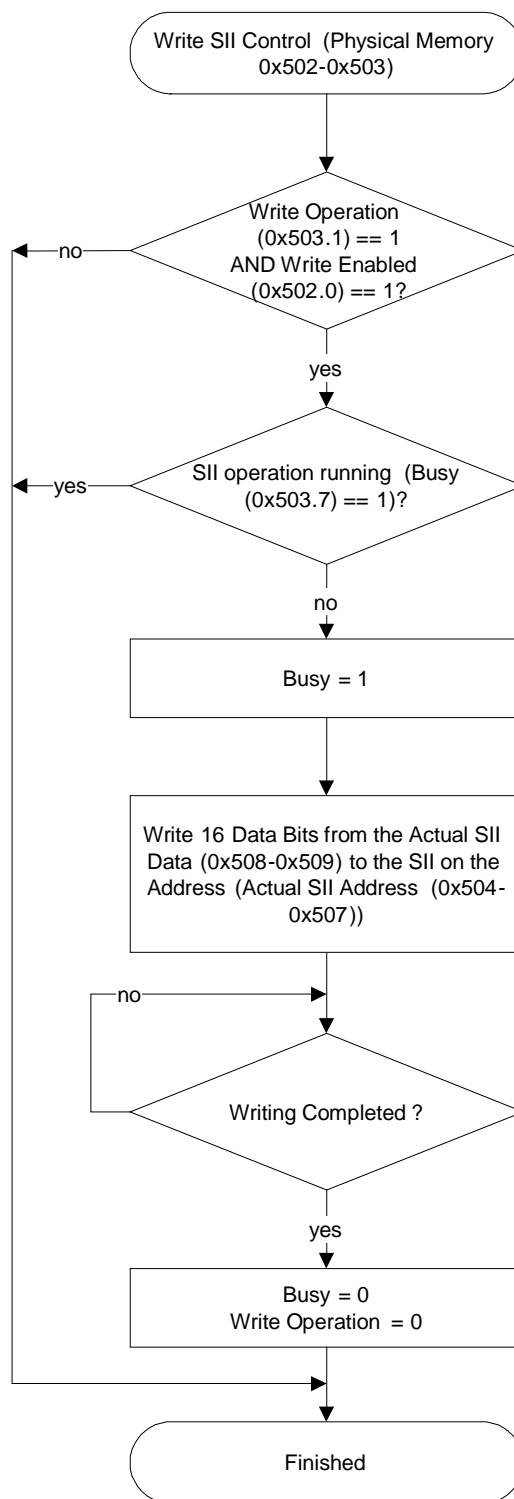 Write SII Control (Physical Memory
0x502-0x503)
Write Operation
(0x503.1) == 1
AND Write Enabled
(0x502.0) == 1?
no
yes
SII operation running (Busy
(0x503.7) == 1)?
yes
no
Busy = 1
Write 16 Data Bits from the Actual SII
Data (0x508-0x509) to the SII on the
Address (Actual SII Address (0x504-
0x507))
no
Writing Completed ?
yes
Busy = 0
Write Operation = 0
Finished